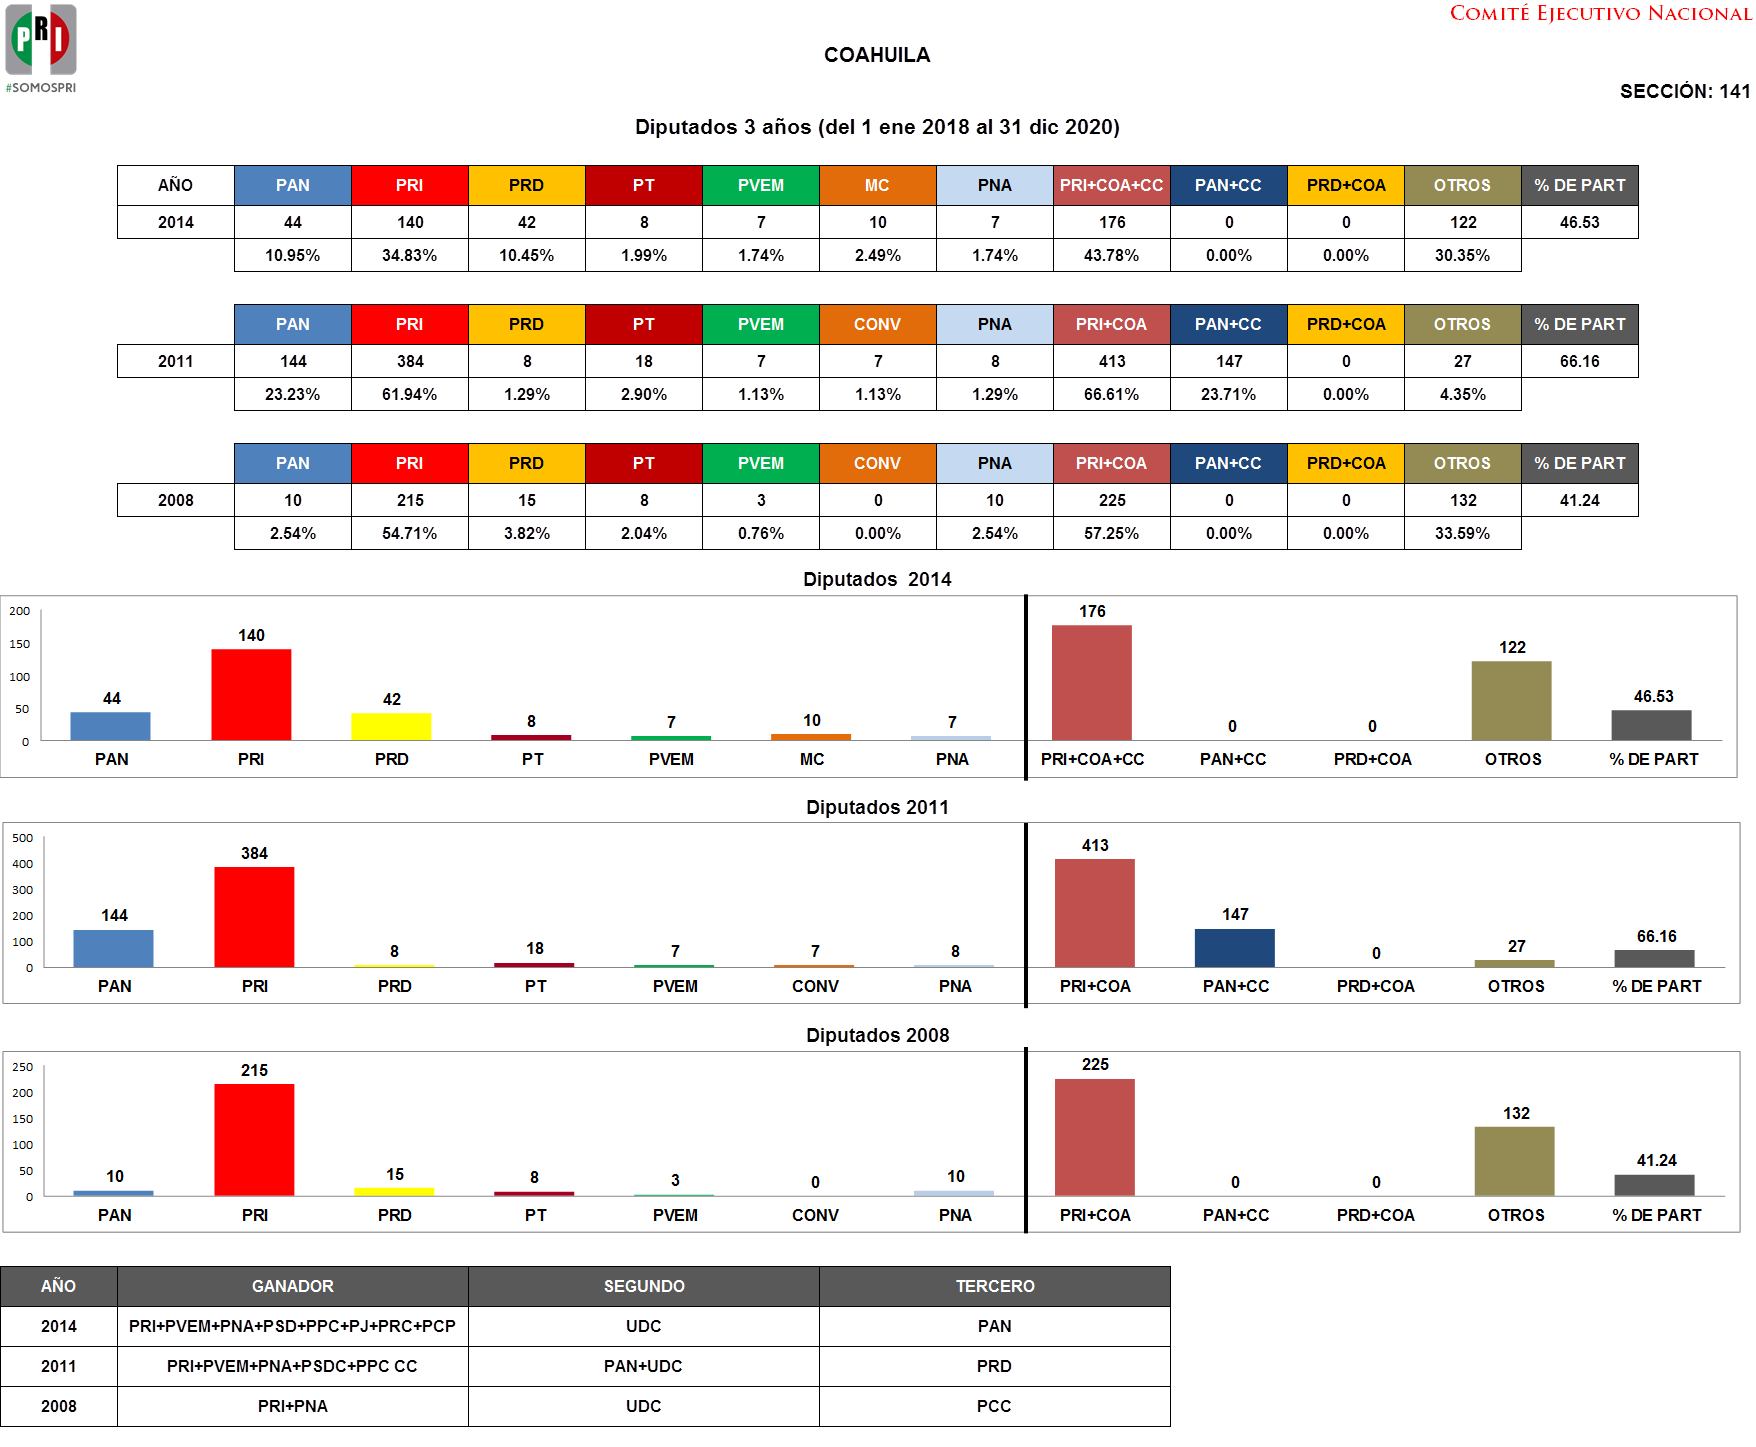 PRI
#SOMOSPRI
COMITÉ EJECUTIVO NACIONAL
COAHUILA
SECCIÓN: 141
Diputados 3 años (del 1 ene 2018 al 31 dic 2020)
AÑO PAN PRI PRD PT PVEM MC PNA PRI+COA+CC PAN+CC PRD+COA OTROS % DE PART
2014 44 140 42 8 7 10 7 176 0 0 122 46.53
10.95% 34.83% 10.45% 1.99% 1.74% 2.49% 1.74% 43.78% 0.00% 0.00% 30.35%
PAN PRI PRD PT PVEM CONV PNA PRI+COA PAN+CC PRD+COA OTROS % DE PART
2011 144 384 8 18 7 7 8 413 147 0 27 66.16
23.23% 61.94% 1.29% 2.90% 1.13% 1.13% 1.29% 66.61% 23.71% 0.00% 4.35%
PAN PRI PRD PT PVEM CONV PNA PRI+COA PAN+CC PRD+COA OTROS % DE PART
2008 10 215 15 8 3 0 10 225 0 0 132 41.24
2.54% 54.71% 3.82% 2.04% 0.76% 0.00% 2.54% 57.25% 0.00% 0.00% 33.59%
Diputados 2014
200
150
100
50
0
44 140 42 8 7 10 7 176 0 0 122 46.53
PAN PRI PRD PT PVEM MC PNA PRI+COA+CC PAN+CC PRD+COA OTROS % DE PART
Diputados 2011
500
400
300
200
100
0
144 384 8 18 7 7 8 413 147 0 27 66.16
PAN PRI PRD PT PVEM CONV PNA PRI+COA PAN+CC PRD+COA OTROS % DE PART
Diputados 2008
250
200
150
100
50
0
10 215 15 8 3 0 10 225 0 0 132 41.24
PAN PRI PRD PT PVEM CONV PNA PRI+COA PAN+CC PRD+COA OTROS % DE PART
AÑO GANADOR SEGUNDO TERCERO
2014 PRI+PVEM+PNA+PSD+PPC+PJ+PRC+PCP UDC PAN
2011 PRI+PVEM+PNA+PSDC+PPC CC PAN+UDC PRD
2008 PRI+PNA UDC PCC